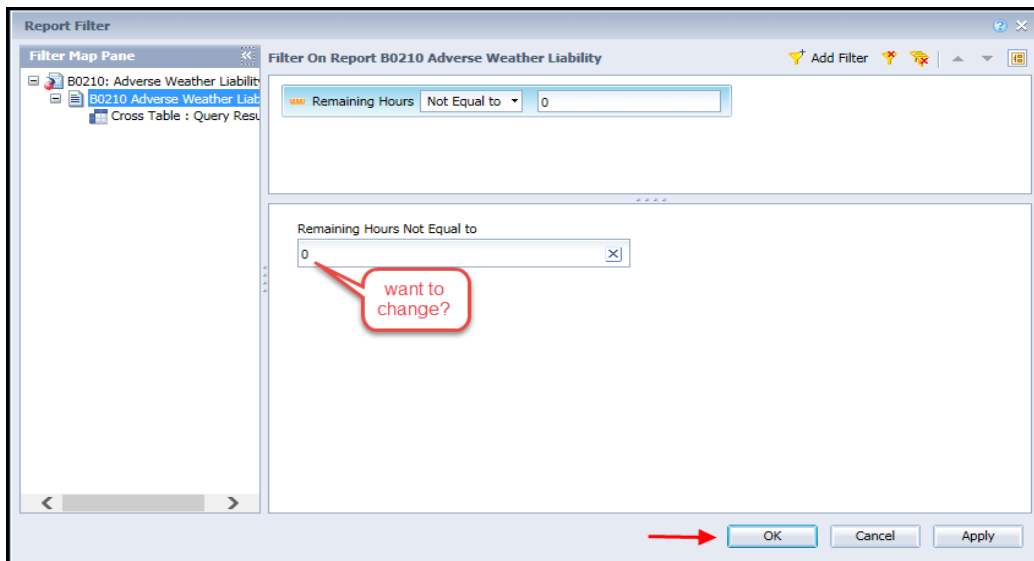 Report Filter
Filter Map Pane
B0210: Adverse Weather Liability
B0210 Adverse Weather Liab
Cross Table : Query Resu
Filter On Report B0210 Adverse Weather Liability
Add Filter
Remaining Hours Not Equal to 0
Remaining Hours Not Equal to
0
want to
change?
OK Cancel Apply